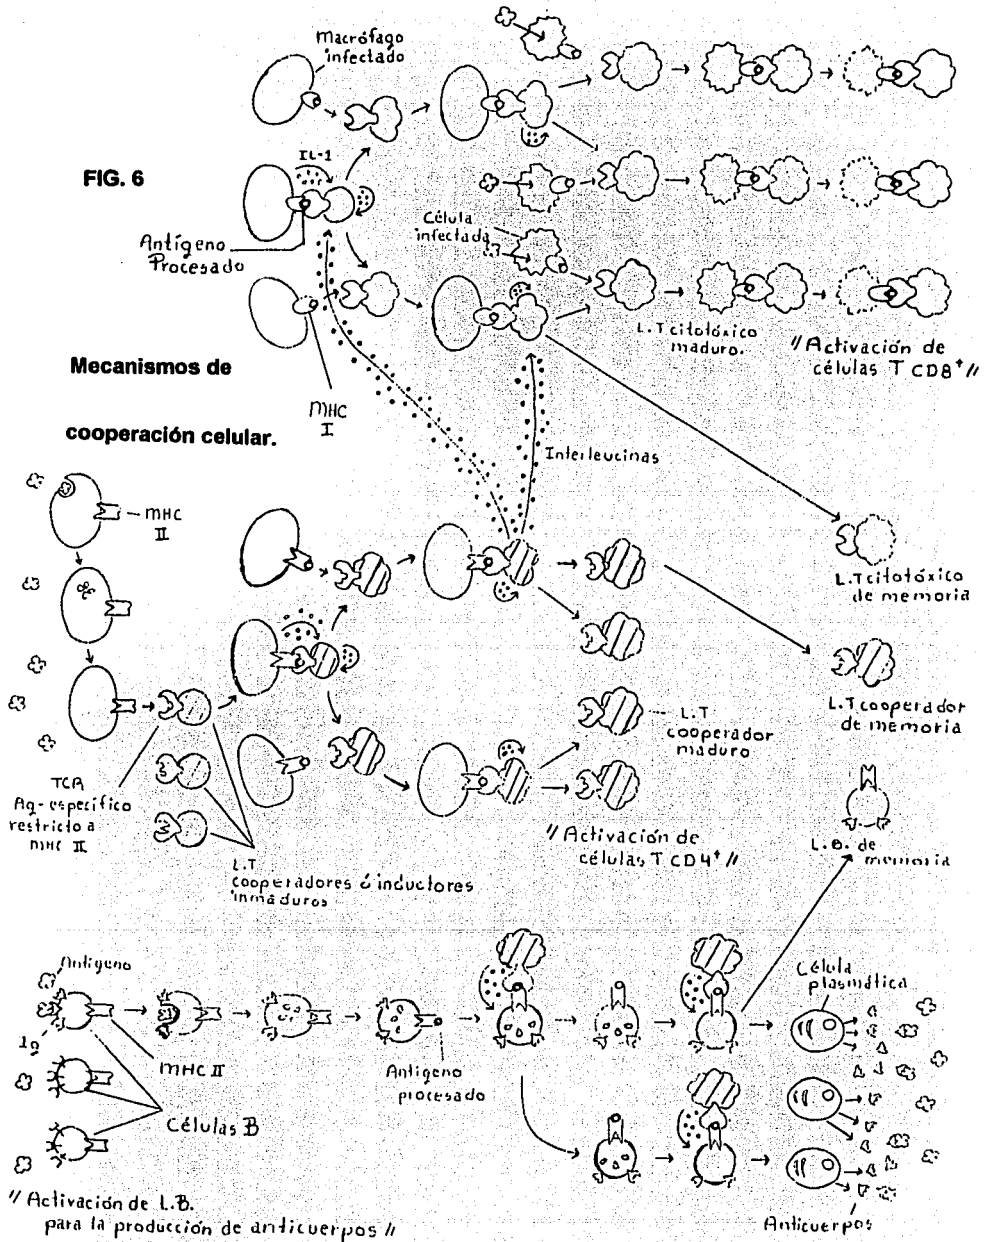 Macrófago
infectado
IL-1
FIG. 6
Antígeno
Procesado
Célula
infectada
L.T citotóxico
maduro.
"Activación de
células T CD8⁺"
Mecanismos de
MHC
I
cooperación celular.
Interleucinas
MHC
II
L.T citotóxico
de memoria
L.T cooperador
de memoria
L.T
cooperador
maduro
TCR
Ag-específico
restricto a
MHC II
"Activación de
células T CD4⁺"
L.B. de
memoria
L.T
cooperadores ó inductores
inmaduros
Antígeno
Célula
plasmática
Ig
MHC II
Antígeno
procesado
Células B
"Activación de L.B.
para la producción de anticuerpos"
Anticuerpos